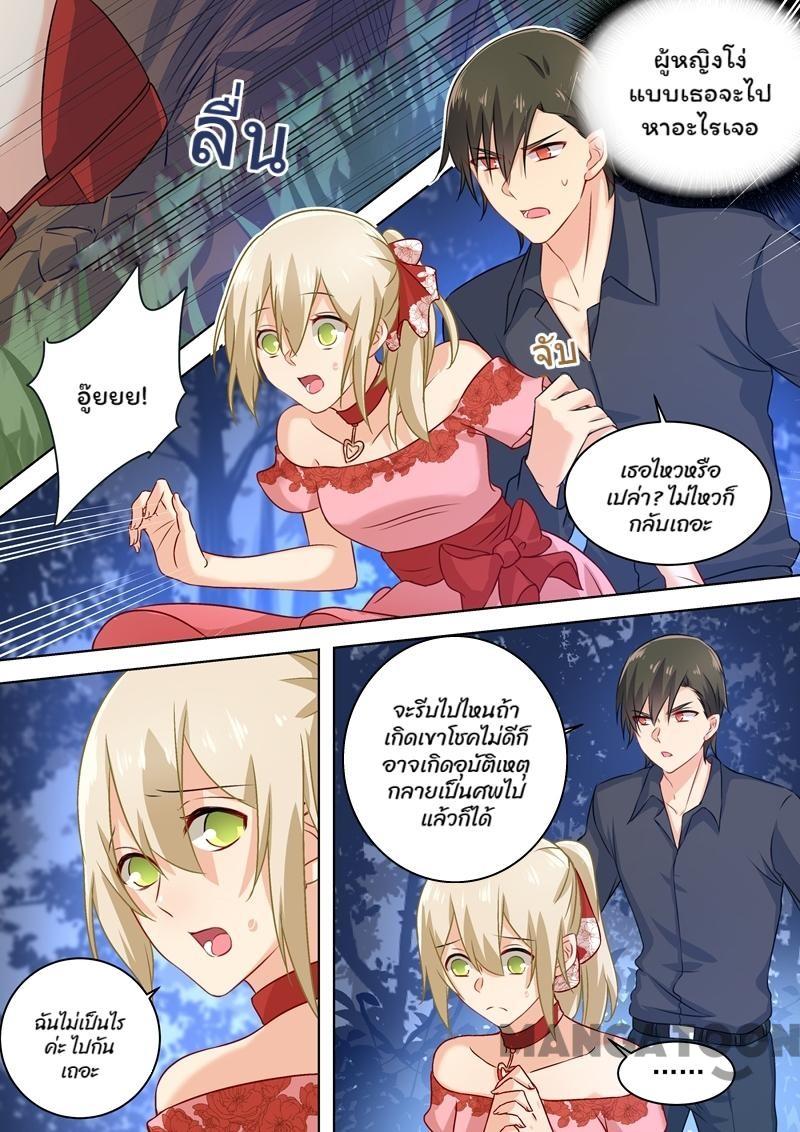 ผู้หญิงโง่
แบบเธอจะไป
หาอะไรเจอ
ลื่น
อู๊ยยย!
จับ
เธอไหวหรือ
เปล่า? ไม่ไหวก็
กลับเถอะ
จะรีบไปไหนถ้า
เกิดเขาโชคไม่ดีก็
อาจเกิดอุบัติเหตุ
กลายเป็นศพไป
แล้วก็ได้
ฉันไม่เป็นไร
ค่ะ ไปกัน
เถอะ
......
MANGATOON